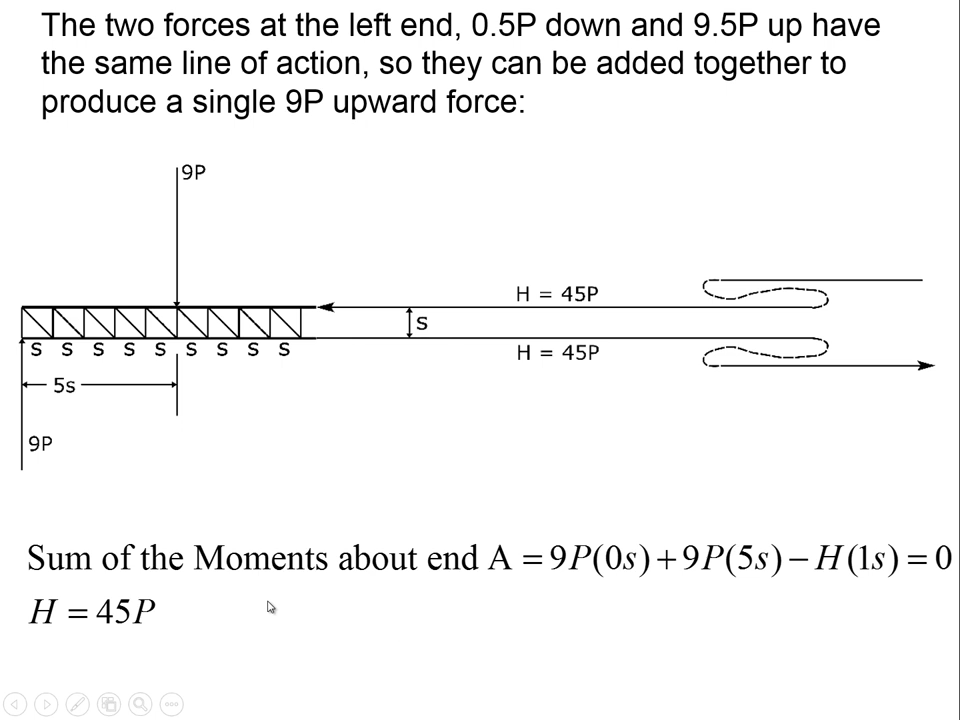 The two forces at the left end, 0.5P down and 9.5P up have
the same line of action, so they can be added together to
produce a single 9P upward force:
9P
H = 45P
s
s s s s s s s s s
H = 45P
5s
9P
Sum of the Moments about end A = 9P(0s) + 9P(5s) − H(1s) = 0
H = 45P